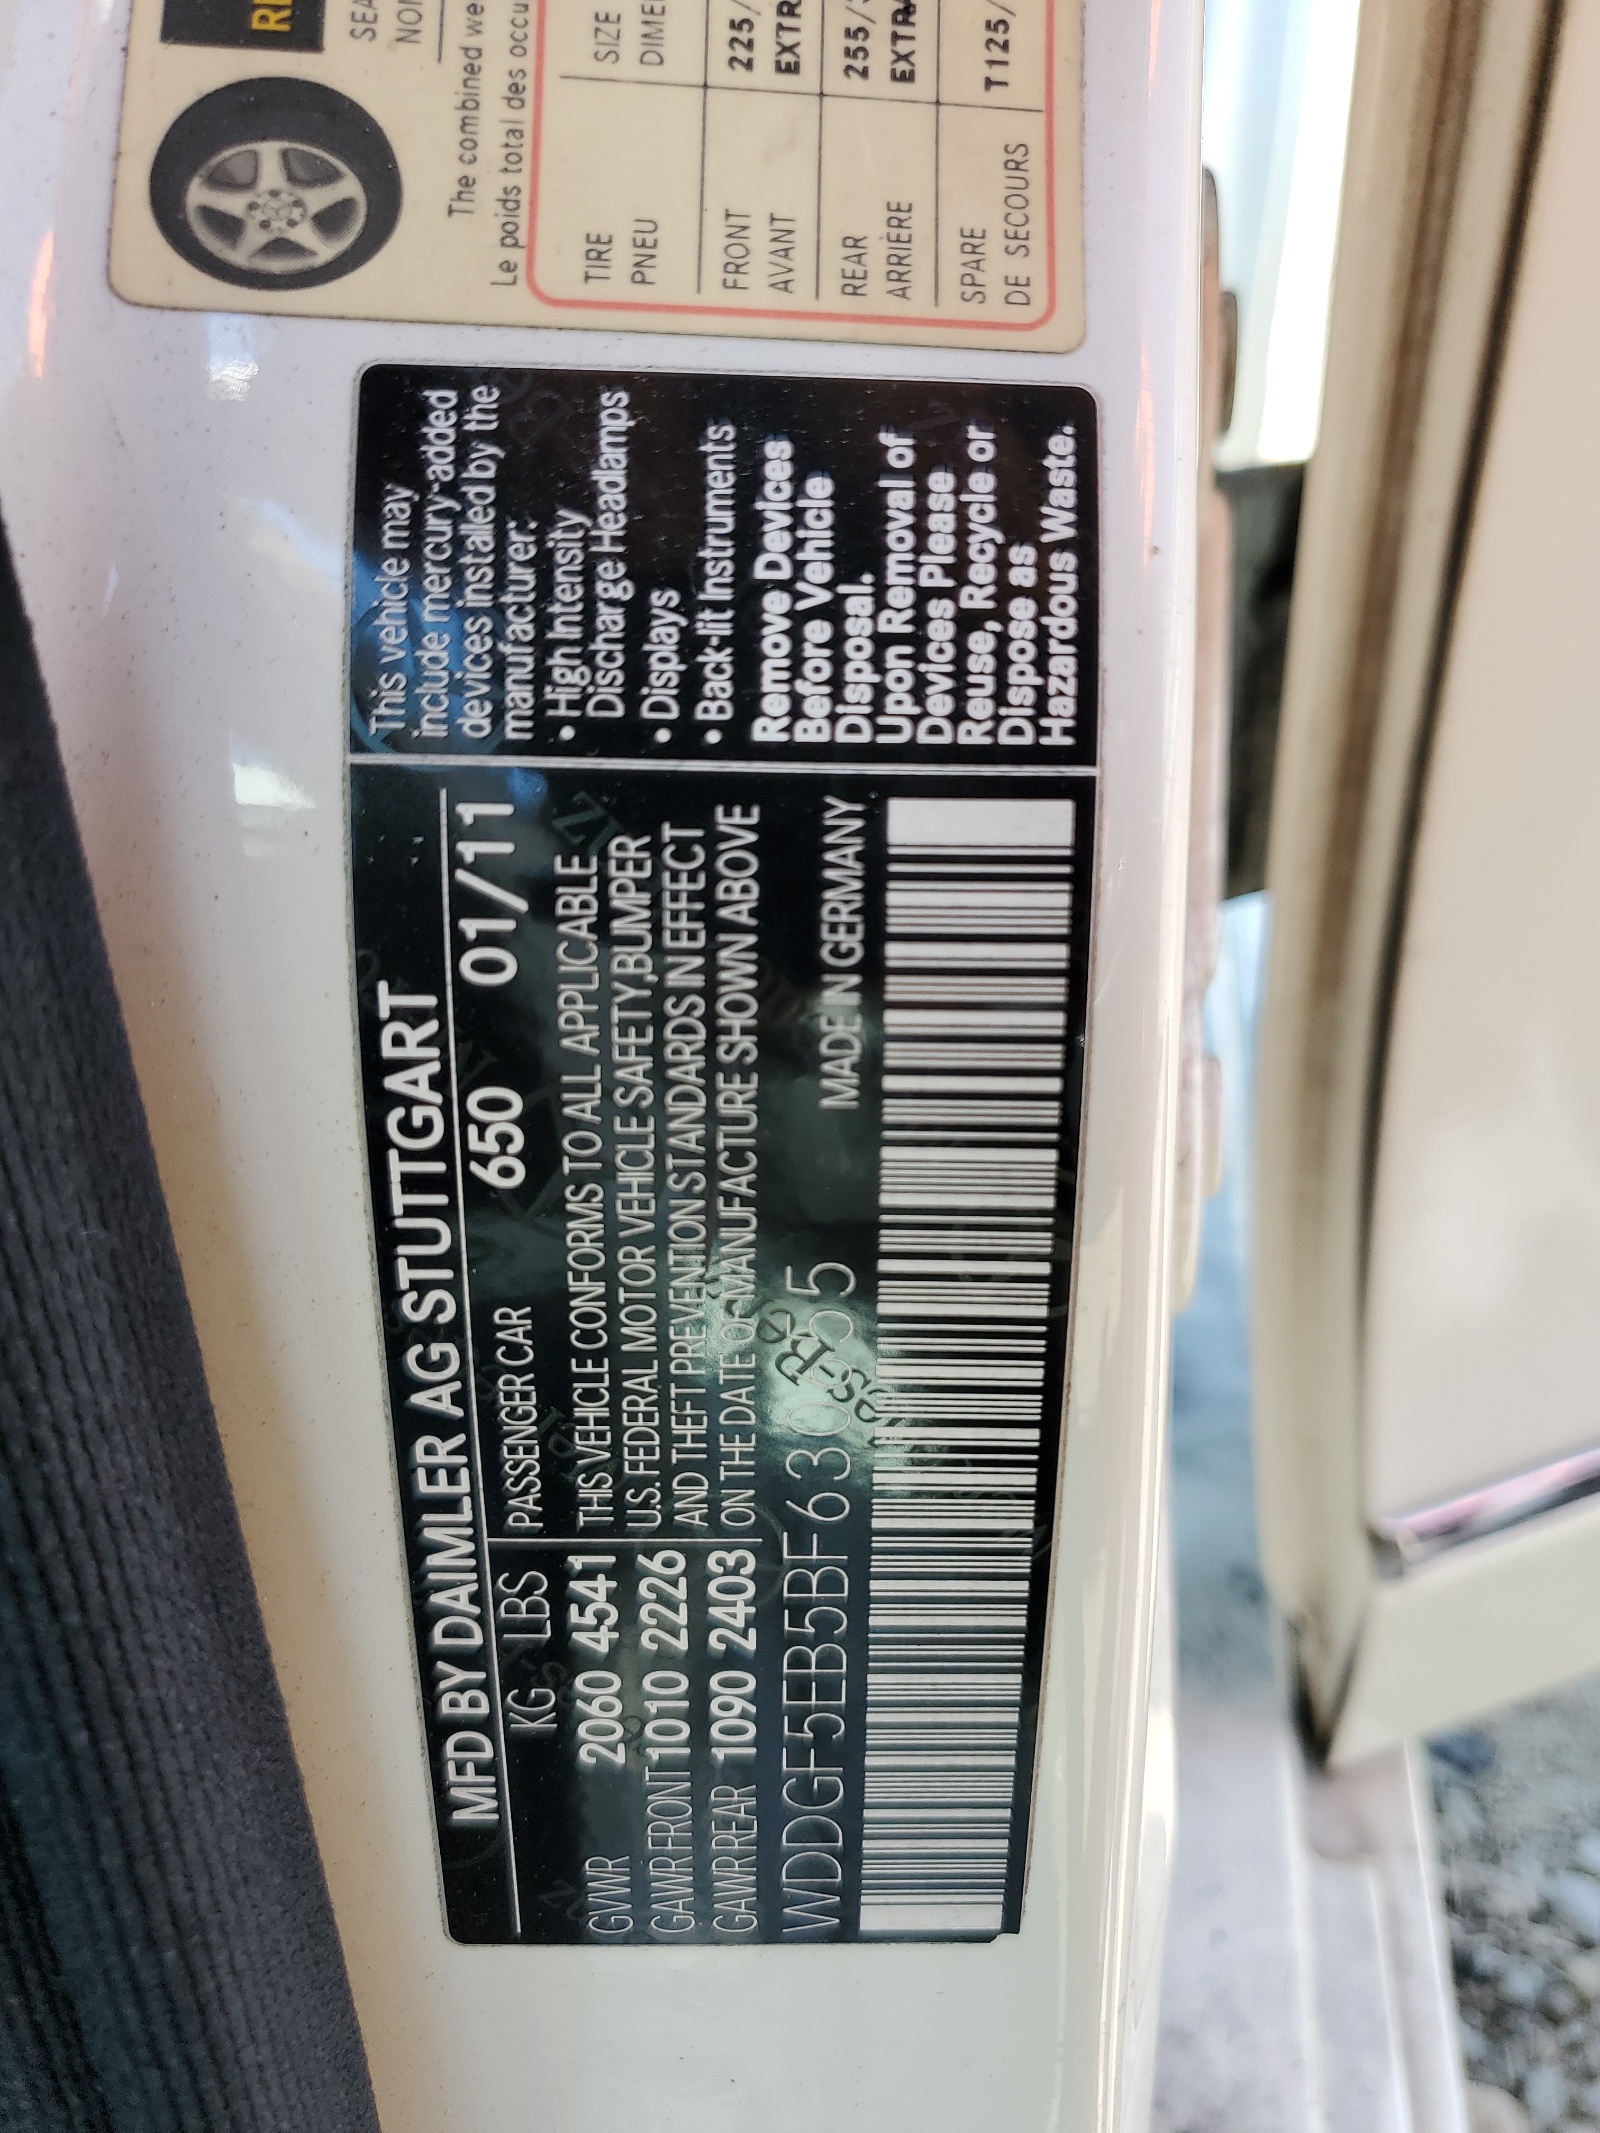 RE
SEA
NON
The combined we
Le poids total des occu
TIRE SIZE
PNEU DIMEN
FRONT 225/
AVANT EXTR
REAR 255/3
ARRIÈRE EXTRA
SPARE T125/
DE SECOURS
MFD BY DAIMLER AG STUTTGART
KG - LBS PASSENGER CAR 650 01/11
GVWR 2060 4541 THIS VEHICLE CONFORMS TO ALL APPLICABLE
GAWR FRONT 1010 2226 U.S. FEDERAL MOTOR VEHICLE SAFETY,BUMPER
GAWR REAR 1090 2403 AND THEFT PREVENTION STANDARDS IN EFFECT
ON THE DATE OF MANUFACTURE SHOWN ABOVE
MADE IN GERMANY
This vehicle may
include mercury added
devices installed by the
manufacturer:
• High Intensity
Discharge Headlamps
• Displays
• Back-lit Instruments
Remove Devices
Before Vehicle
Disposal.
Upon Removal of
Devices Please
Reuse, Recycle or
Dispose as
Hazardous Waste.